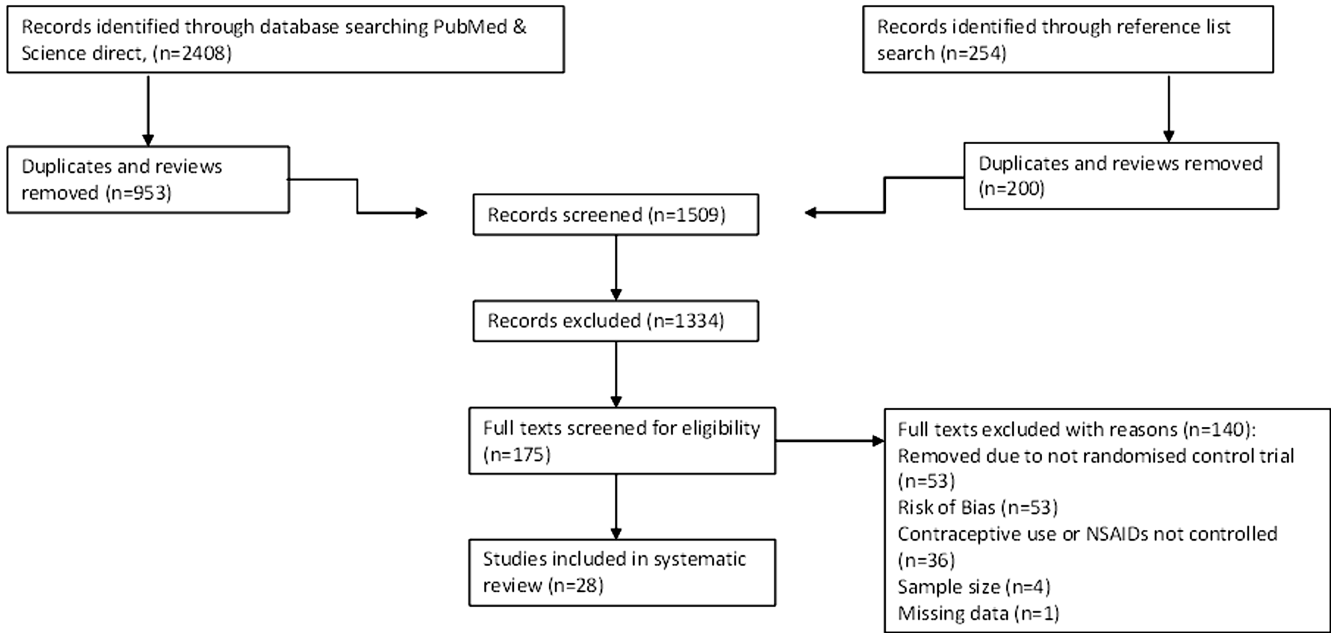 Records identified through database searching PubMed &
Science direct, (n=2408)
Records identified through reference list
search (n=254)
Duplicates and reviews
removed (n=953)
Duplicates and reviews removed
(n=200)
Records screened (n=1509)
Records excluded (n=1334)
Full texts screened for eligibility
(n=175)
Full texts excluded with reasons (n=140):
Removed due to not randomised control trial
(n=53)
Risk of Bias (n=53)
Contraceptive use or NSAIDs not controlled
(n=36)
Sample size (n=4)
Missing data (n=1)
Studies included in systematic
review (n=28)